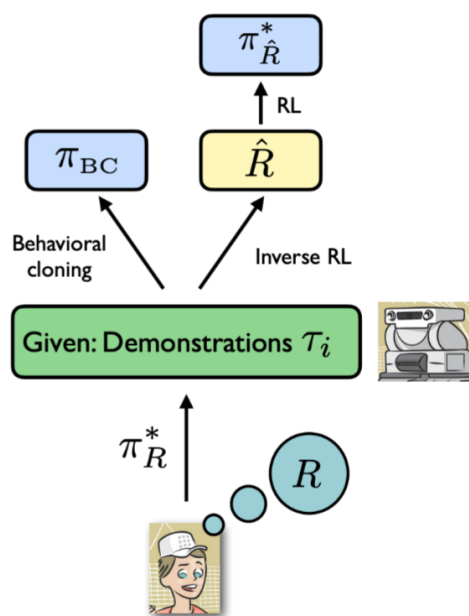 π*_R̂
RL
π_BC
R̂
Behavioral
cloning
Inverse RL
Given: Demonstrations τ_i
π*_R
R